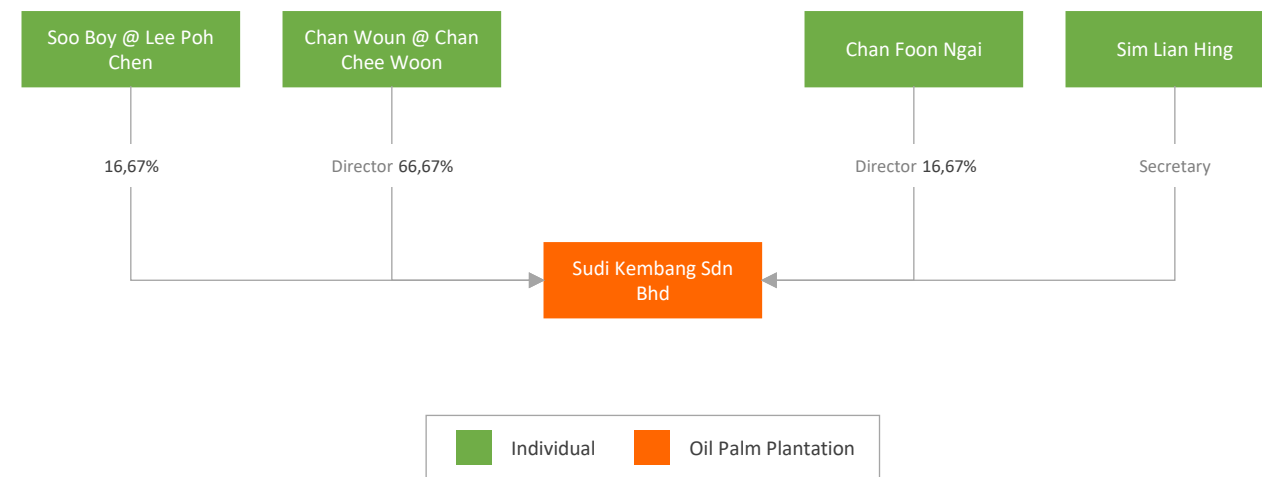 Soo Boy @ Lee Poh
Chen
Chan Woun @ Chan
Chee Woon
Chan Foon Ngai
Sim Lian Hing
16,67%
Director 66,67%
Director 16,67%
Secretary
Sudi Kembang Sdn
Bhd
Individual
Oil Palm Plantation